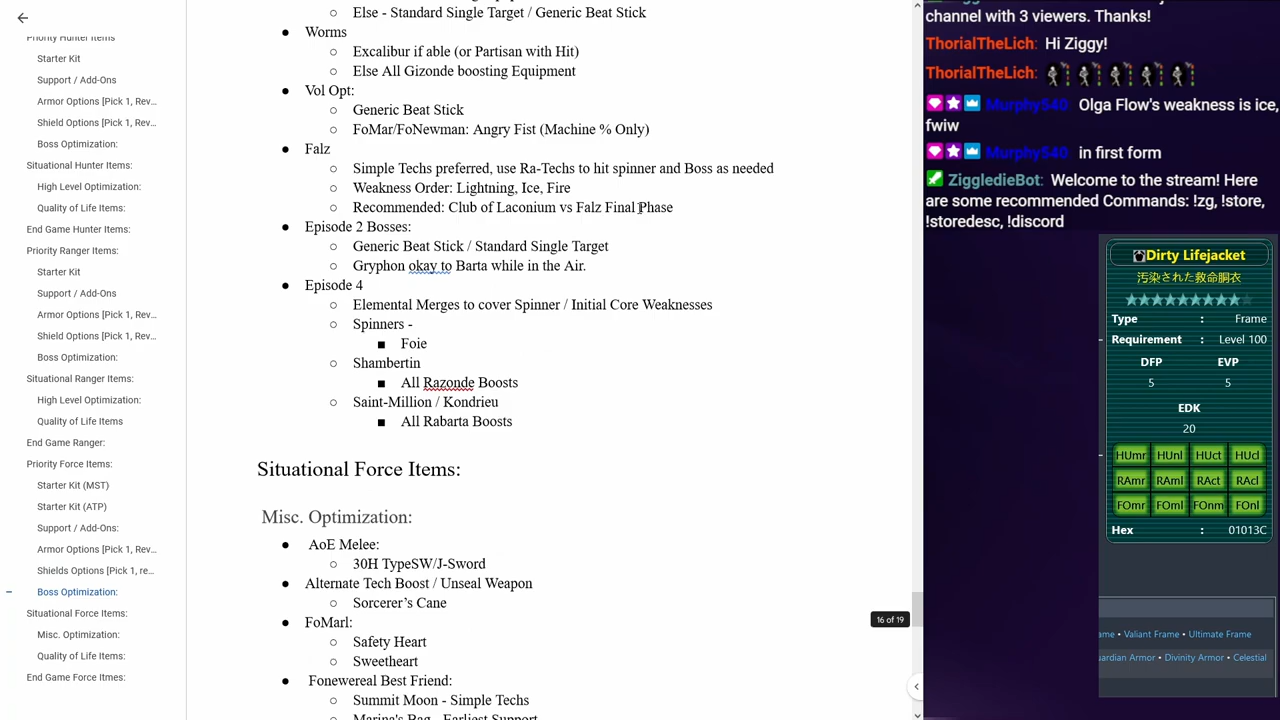 Priority Hunter Items
Starter Kit
Support / Add-Ons
Armor Options [Pick 1, Rev...
Shield Options [Pick 1, Rev...
Boss Optimization:
Situational Hunter Items:
High Level Optimization:
Quality of Life Items:
End Game Hunter Items:
Priority Ranger Items:
Starter Kit
Support / Add-Ons
Armor Options [Pick 1, Rev...
Shield Options [Pick 1, Rev...
Boss Optimization:
Situational Ranger Items:
High Level Optimization:
Quality of Life Items
End Game Ranger:
Priority Force Items:
Starter Kit (MST)
Starter Kit (ATP)
Support / Add-Ons:
Armor Options [Pick 1, Rev...
Shields Options [Pick 1, re...
Boss Optimization:
Situational Force Items:
Misc. Optimization:
Quality of Life Items:
End Game Force Itmes:
Else - Standard Single Target / Generic Beat Stick
Worms
Excalibur if able (or Partisan with Hit)
Else All Gizonde boosting Equipment
Vol Opt:
Generic Beat Stick
FoMar/FoNewman: Angry Fist (Machine % Only)
Falz
Simple Techs preferred, use Ra-Techs to hit spinner and Boss as needed
Weakness Order: Lightning, Ice, Fire
Recommended: Club of Laconium vs Falz Final Phase
Episode 2 Bosses:
Generic Beat Stick / Standard Single Target
Gryphon okay to Barta while in the Air.
Episode 4
Elemental Merges to cover Spinner / Initial Core Weaknesses
Spinners -
Foie
Shambertin
All Razonde Boosts
Saint-Million / Kondrieu
All Rabarta Boosts
Situational Force Items:
Misc. Optimization:
AoE Melee:
30H TypeSW/J-Sword
Alternate Tech Boost / Unseal Weapon
Sorcerer's Cane
FoMarl:
Safety Heart
Sweetheart
Fonewereal Best Friend:
Summit Moon - Simple Techs
Marina's Bag - Earliest Support
16 of 19
channel with 3 viewers. Thanks!
ThorialTheLich: Hi Ziggy!
ThorialTheLich:
Murphy540: Olga Flow's weakness is ice,
fwiw
Murphy540: in first form
ZiggledieBot: Welcome to the stream! Here
are some recommended Commands: !zg, !store,
!storedesc, !discord
Dirty Lifejacket
汚染された救命胴衣
★★★★★★★★★★
Type : Frame
Requirement : Level 100
DFP EVP
5 5
EDK
20
HUmr HUnl HUct HUcl
RAmr RAml RAct RAcl
FOmr FOml FOnm FOnl
Hex : 01013C
ame • Valiant Frame • Ultimate Frame
uardian Armor • Divinity Armor • Celestial